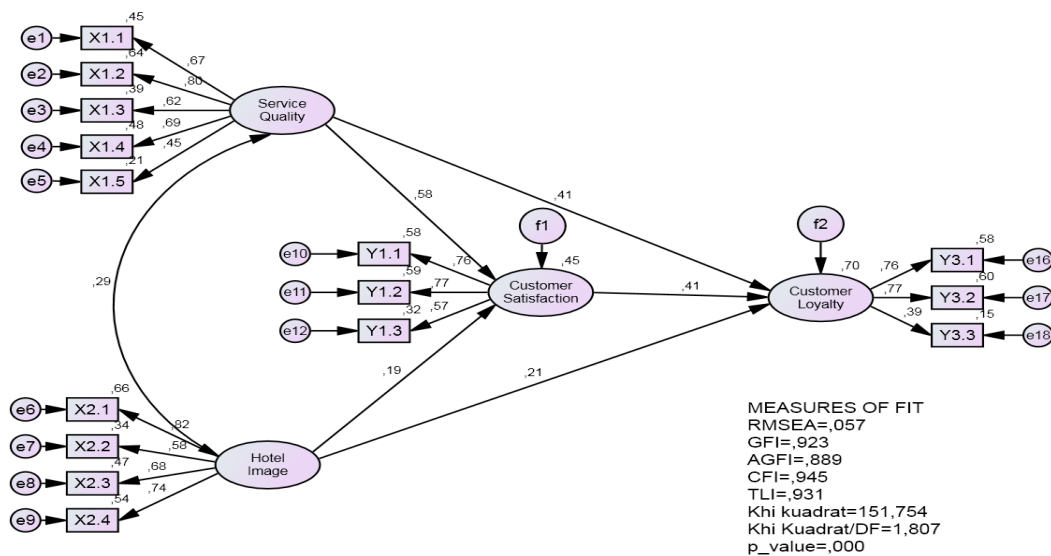 ,45
e1
X1.1
,67
,64
e2
X1.2
,80
,39
e3
X1.3
,62
,48
e4
X1.4
,69
,21
e5
X1.5
,45
Service
Quality
,58
,41
,29
f1
f2
,58
e10
Y1.1
,76
,59
e11
Y1.2
,77
,32
e12
Y1.3
,57
,45
Customer
Satisfaction
,41
,70
Customer
Loyalty
,58
,76
Y3.1
e16
,60
,77
Y3.2
e17
,15
,39
Y3.3
e18
,19
,21
,66
e6
X2.1
,82
,34
e7
X2.2
,58
,47
e8
X2.3
,68
,54
e9
X2.4
,74
Hotel
Image
MEASURES OF FIT
RMSEA=,057
GFI=,923
AGFI=,889
CFI=,945
TLI=,931
Khi kuadrat=151,754
Khi Kuadrat/DF=1,807
p_value=,000